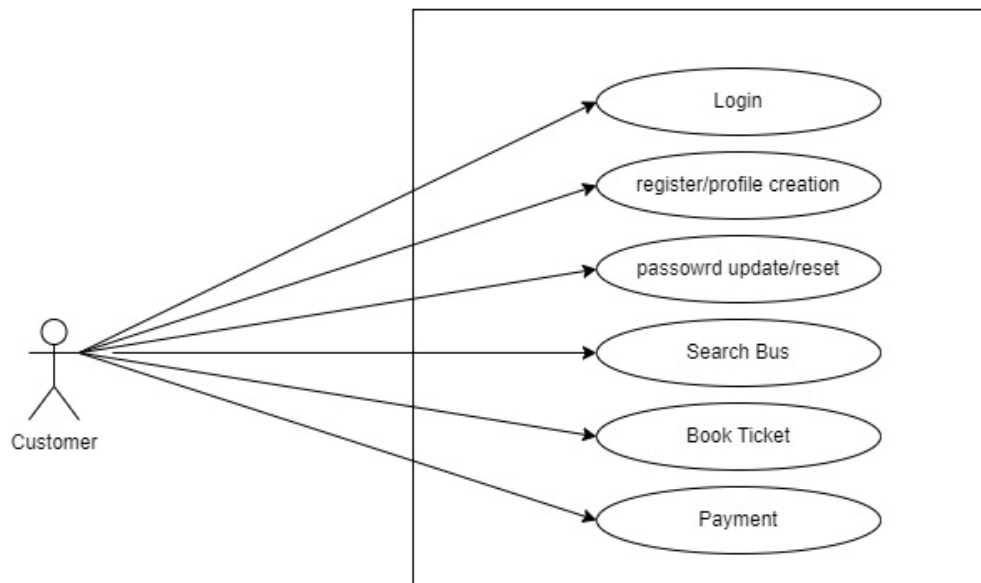 Login
register/profile creation
passowrd update/reset
Search Bus
Customer
Book Ticket
Payment